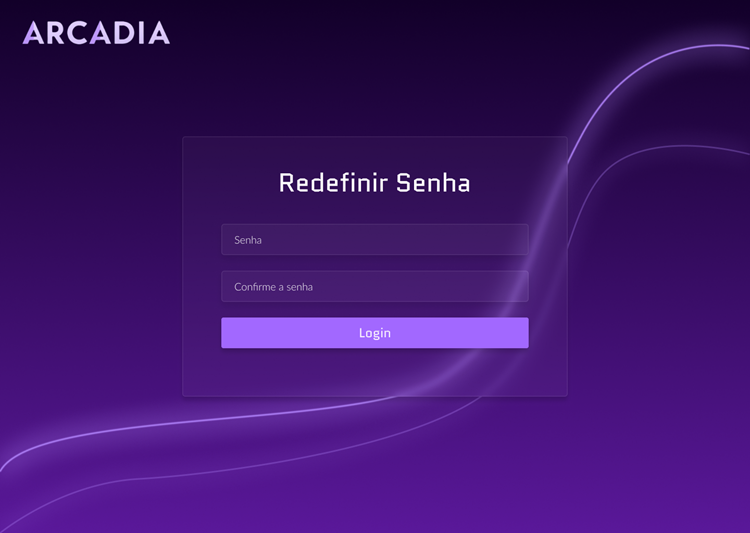 ARCADIA
Redefinir Senha
Senha
Confirme a senha
Login